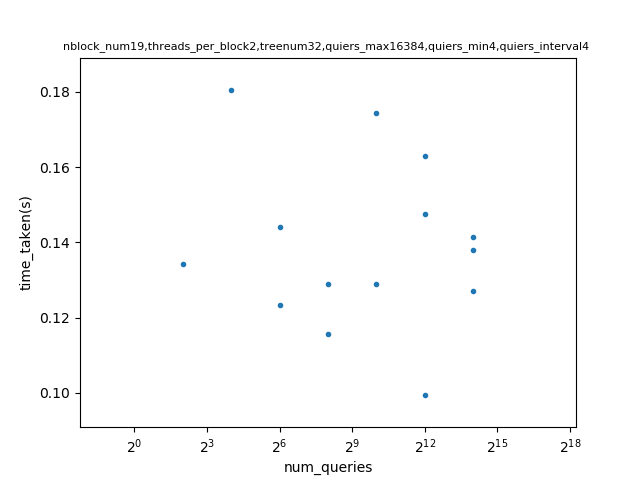 nblock_num19,threads_per_block2,treenum32,quiers_max16384,quiers_min4,quiers_interval4
0.18
0.16
0.14
0.12
0.10
time_taken(s)
2^0 2^3 2^6 2^9 2^12 2^15 2^18
num_queries